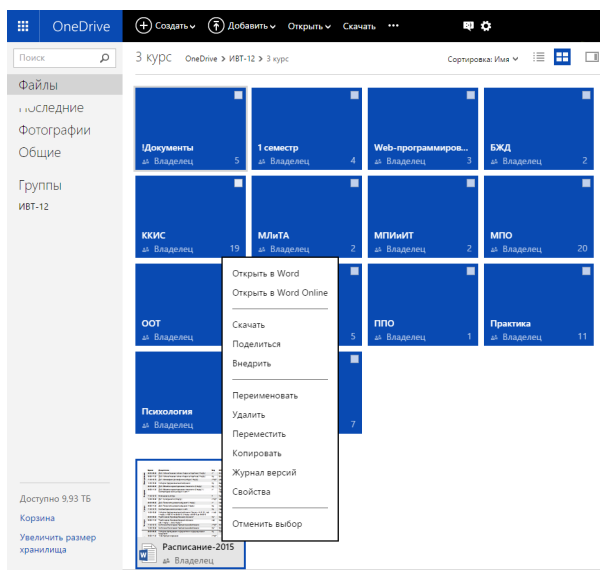 OneDrive
Создать
Добавить
Открыть
Скачать
•••
Поиск
3 курс
OneDrive > ИВТ-12 > 3 курс
Сортировка: Имя
Файлы
Последние
Фотографии
Общие
Группы
ИВТ-12
!Документы
Владелец 5
1 семестр
Владелец 4
Web-программиров...
Владелец 3
БЖД
Владелец 2
ККИС
Владелец 19
МЛиТА
Владелец 2
МПИиИТ
Владелец 2
МПО
Владелец 20
ООТ
Владелец
5
ППО
Владелец 1
Практика
Владелец 11
Психология
Владелец
7
Открыть в Word
Открыть в Word Online
Скачать
Поделиться
Внедрить
Переименовать
Удалить
Переместить
Копировать
Журнал версий
Свойства
Отменить выбор
Расписание-2015
Владелец
Доступно 9,93 ТБ
Корзина
Увеличить размер
хранилища